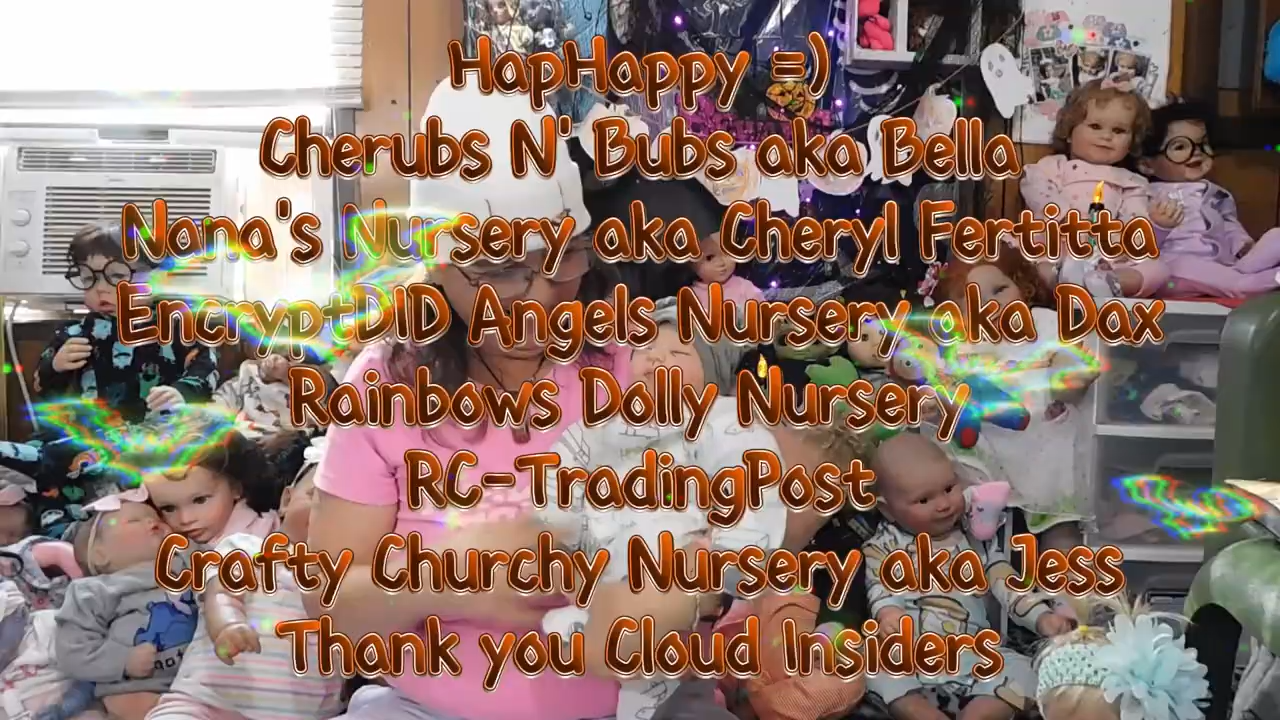 HapHappy =)
Cherubs N' Bubs aka Bella
Nana's Nursery aka Cheryl Fertitta
EncryptDID Angels Nursery aka Dax
Rainbows Dolly Nursery
RC-TradingPost
Crafty Churchy Nursery aka Jess
Thank you Cloud Insiders